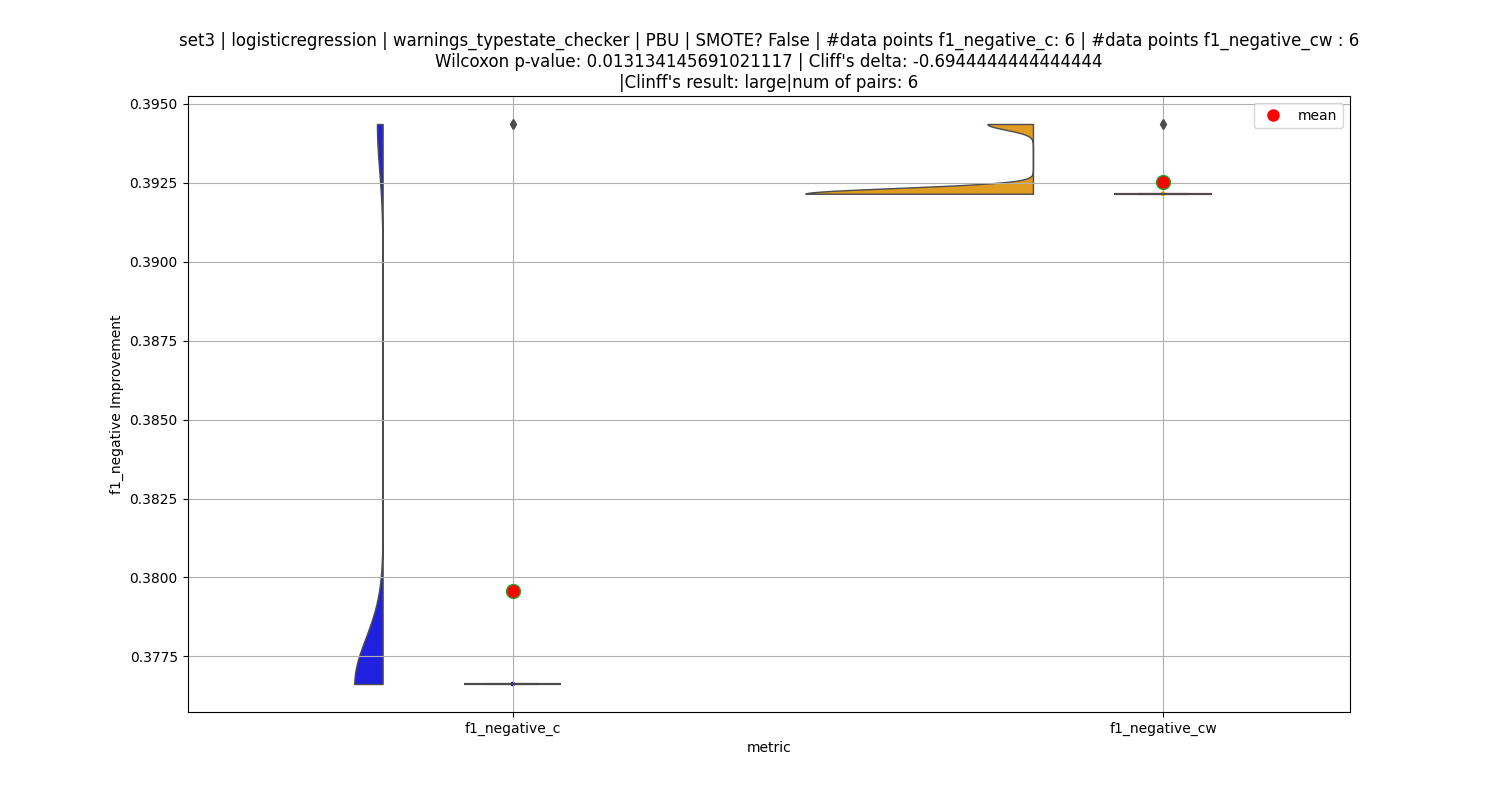 set3 | logisticregression | warnings_typestate_checker | PBU | SMOTE? False | #data points f1_negative_c: 6 | #data points f1_negative_cw : 6
Wilcoxon p-value: 0.013134145691021117 | Cliff's delta: -0.6944444444444444
|Clinff's result: large|num of pairs: 6
mean
0.3950
0.3925
0.3900
0.3875
0.3850
0.3825
0.3800
0.3775
f1_negative Improvement
f1_negative_c
f1_negative_cw
metric